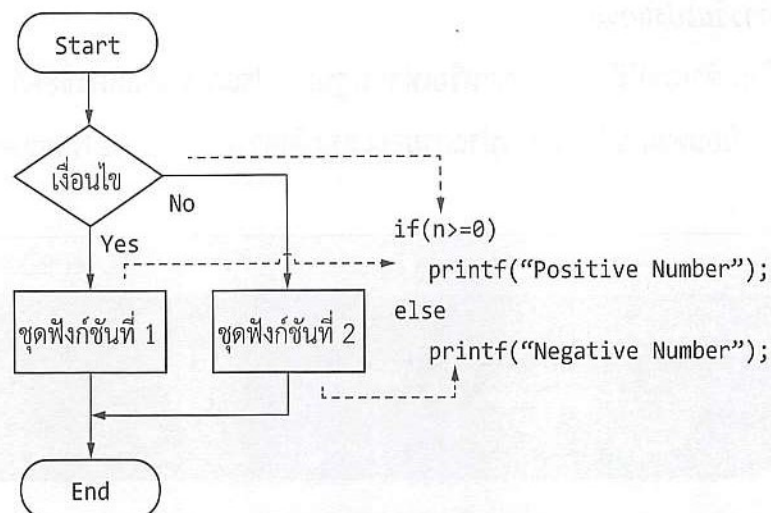 Start
เงื่อนไข
No
Yes
ชุดฟังก์ชันที่ 1
ชุดฟังก์ชันที่ 2
End
if(n>=0)
printf(“Positive Number”);
else
printf(“Negative Number”);